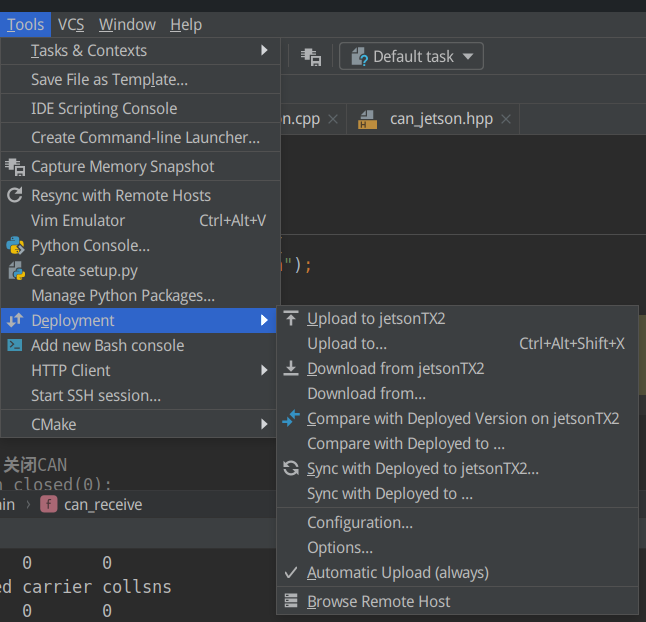 Tools VCS Window Help
Tasks & Contexts
Default task
Save File as Template...
IDE Scripting Console
Create Command-line Launcher...
n.cpp
can_jetson.hpp
Capture Memory Snapshot
Resync with Remote Hosts
Vim Emulator Ctrl+Alt+V
Python Console...
");
Create setup.py
Manage Python Packages...
Deployment
Upload to jetsonTX2
Add new Bash console
Upload to... Ctrl+Alt+Shift+X
HTTP Client
Download from jetsonTX2
Start SSH session...
Download from...
CMake
Compare with Deployed Version on jetsonTX2
Compare with Deployed to ...
关闭CAN
Sync with Deployed to jetsonTX2...
closed(0);
Sync with Deployed to ...
in
f can_receive
Configuration...
Options...
0 0
Automatic Upload (always)
ed carrier collsns
Browse Remote Host
0 0